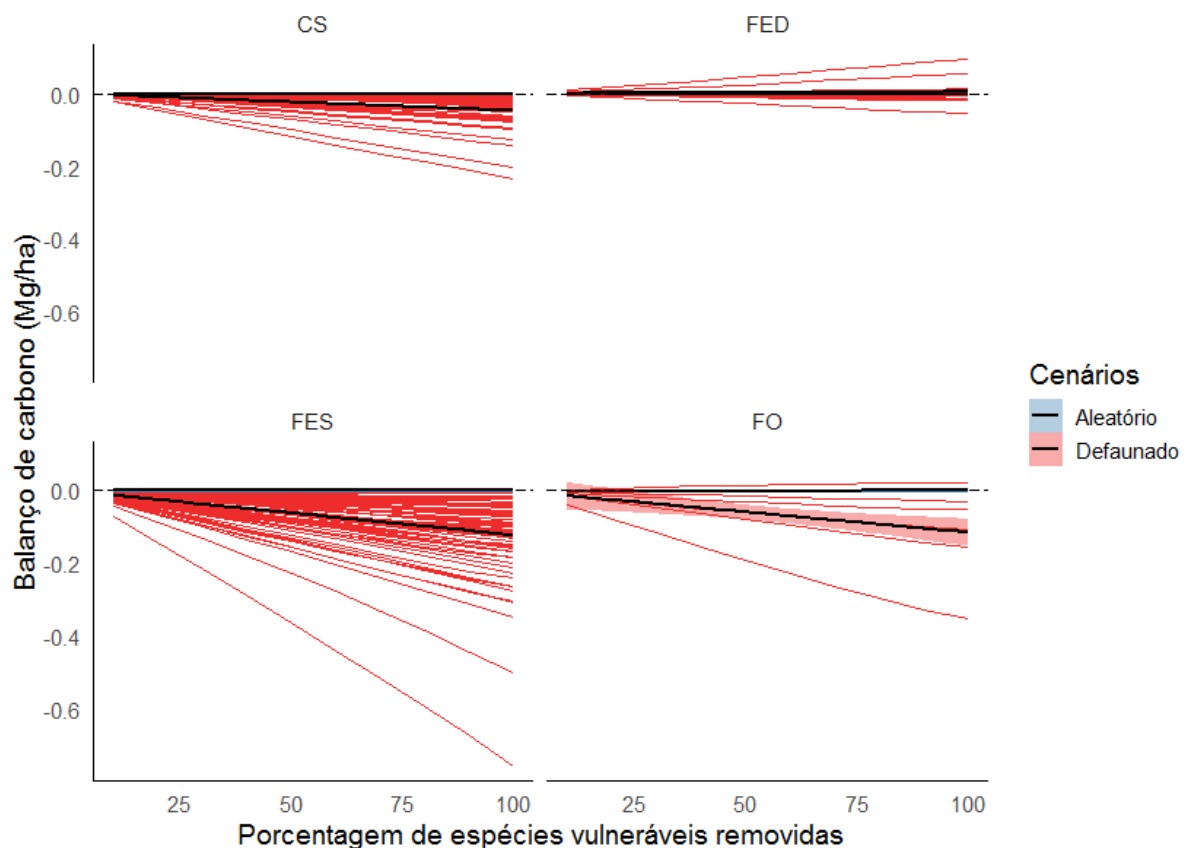 CS
FED
0.0
-0.2
-0.4
-0.6
FES
FO
0.0
-0.2
-0.4
-0.6
25
50
75
100
25
50
75
100
Balanço de carbono (Mg/ha)
Porcentagem de espécies vulneráveis removidas
Cenários
Aleatório
Defaunado